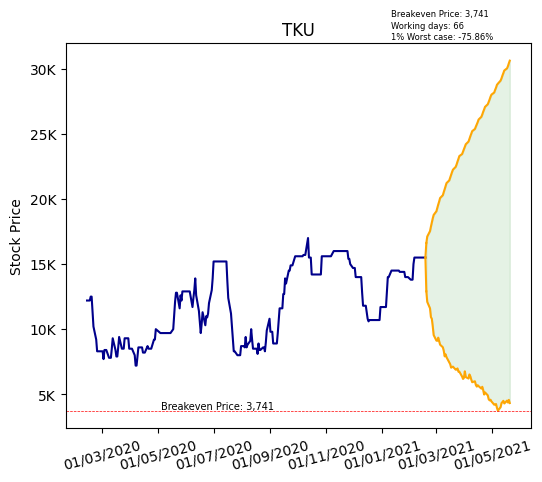 Breakeven Price: 3,741
Working days: 66
1% Worst case: -75.86%
TKU
Stock Price
30K
25K
20K
15K
10K
5K
Breakeven Price: 3,741
01/03/2020
01/05/2020
01/07/2020
01/09/2020
01/11/2020
01/01/2021
01/03/2021
01/05/2021